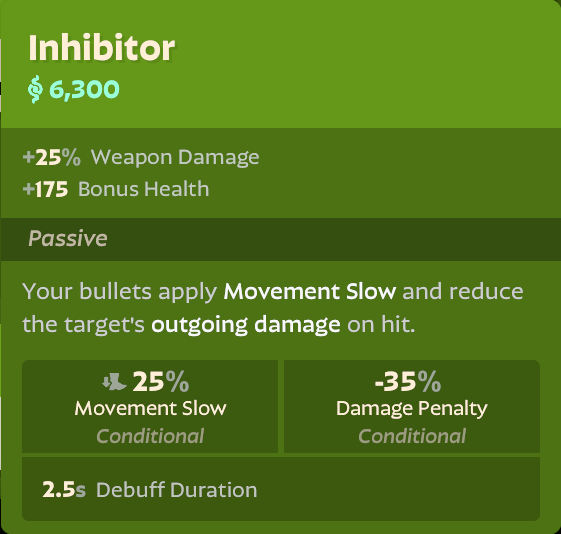 Inhibitor
6,300
+25% Weapon Damage
+175 Bonus Health
Passive
Your bullets apply Movement Slow and reduce
the target's outgoing damage on hit.
25%
Movement Slow
Conditional
-35%
Damage Penalty
Conditional
2.5s Debuff Duration